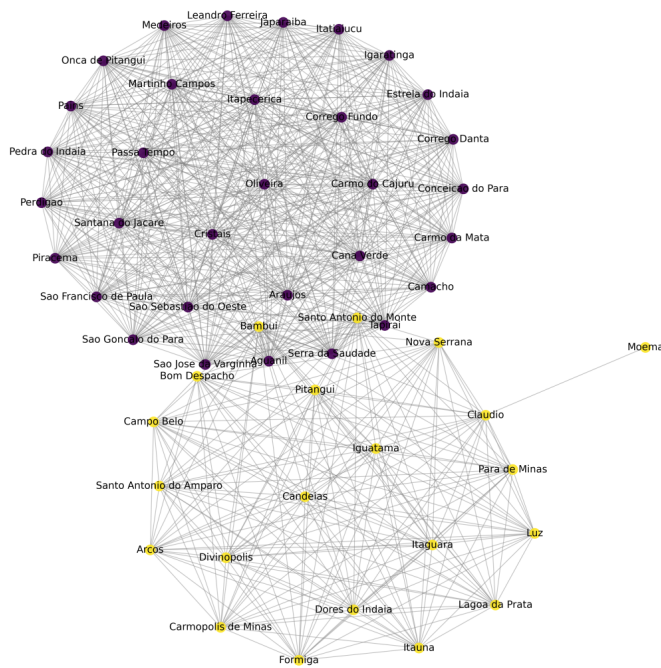 Leandro Ferreira
Japaraiba
Medeiros
Itatiaiucu
Igaratinga
Onca de Pitangui
Martinho Campos
Estrela do Indaia
Itapecerica
Pains
Corrego Fundo
Corrego Danta
Pedra do Indaia
Passa Tempo
Oliveira
Carmo do Cajuru
Conceicao do Para
Perdigao
Santana do Jacare
Cristais
Carmo da Mata
Cana Verde
Piracema
Camacho
Araujos
Sao Francisco de Paula
Sao Sebastiao do Oeste
Santo Antonio do Monte
Bambui
Tapirai
Sao Goncalo do Para
Nova Serrana
Moema
Serra da Saudade
Aguanil
Sao Jose da Varginha
Bom Despacho
Pitangui
Claudio
Campo Belo
Iguatama
Para de Minas
Santo Antonio do Amparo
Candeias
Luz
Itaguara
Arcos
Divinopolis
Lagoa da Prata
Dores do Indaia
Carmopolis de Minas
Itauna
Formiga